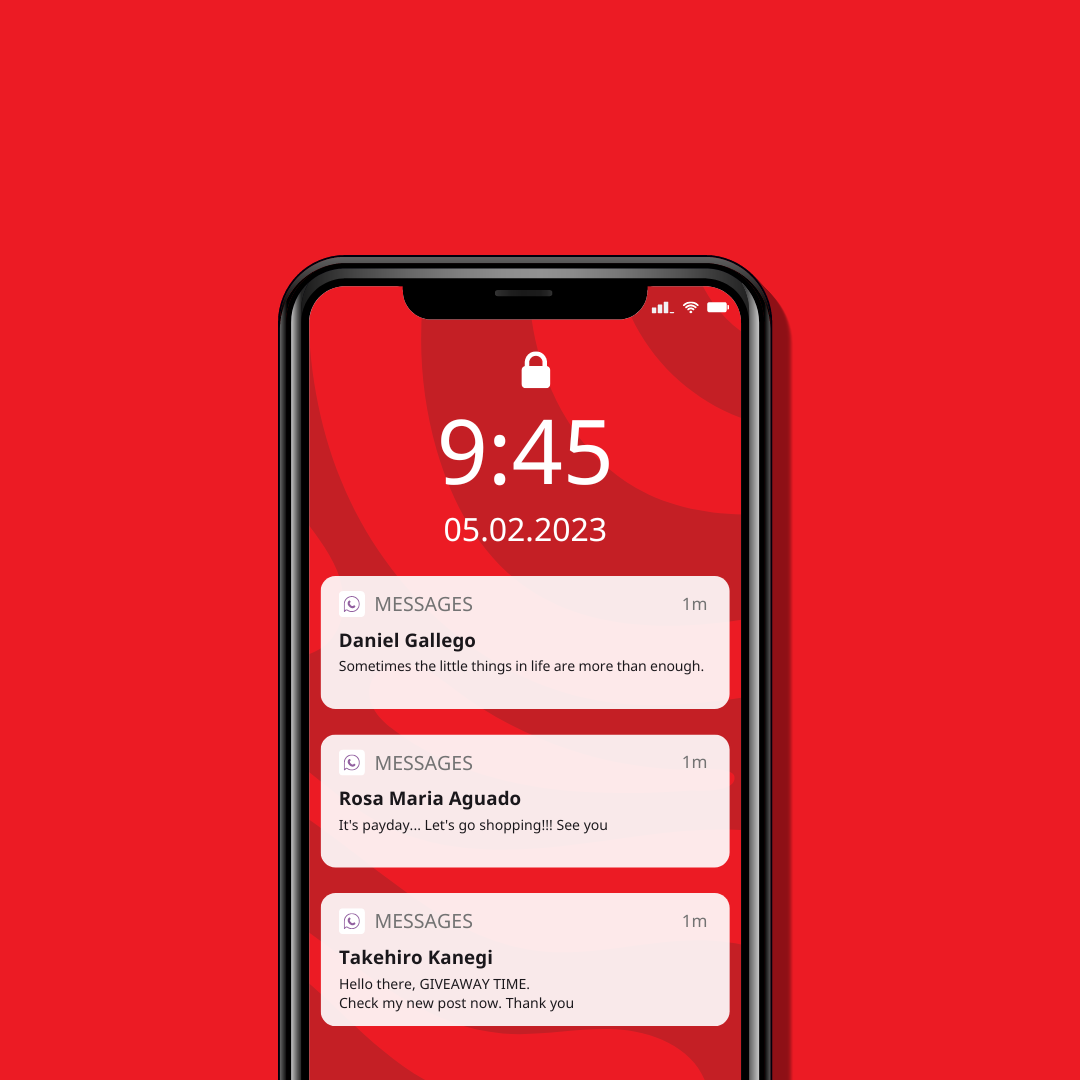 9:45
05.02.2023
MESSAGES 1m
Daniel Gallego
Sometimes the little things in life are more than enough.
MESSAGES 1m
Rosa Maria Aguado
It's payday... Let's go shopping!!! See you
MESSAGES 1m
Takehiro Kanegi
Hello there, GIVEAWAY TIME.
Check my new post now. Thank you